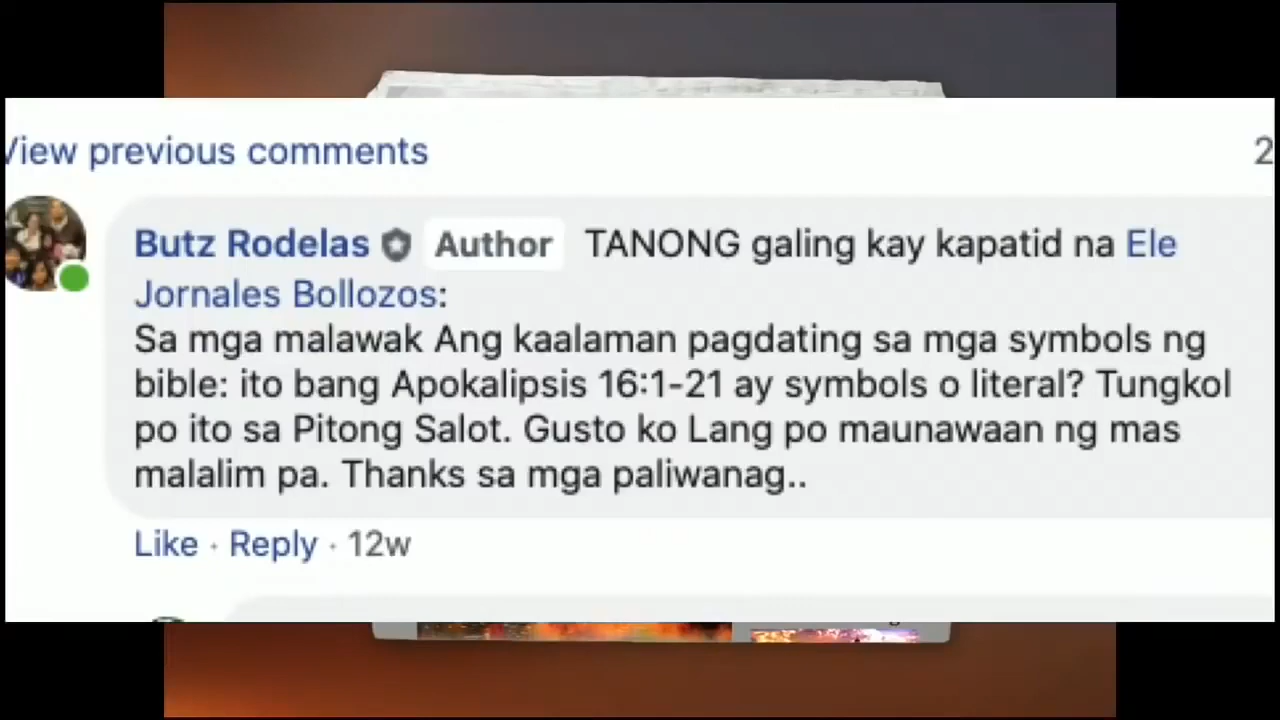 View previous comments
2
Butz Rodelas Author TANONG galing kay kapatid na Ele
Jornales Bollozos:
Sa mga malawak Ang kaalaman pagdating sa mga symbols ng
bible: ito bang Apokalipsis 16:1-21 ay symbols o literal? Tungkol
po ito sa Pitong Salot. Gusto ko Lang po maunawaan ng mas
malalim pa. Thanks sa mga paliwanag..
Like · Reply · 12w